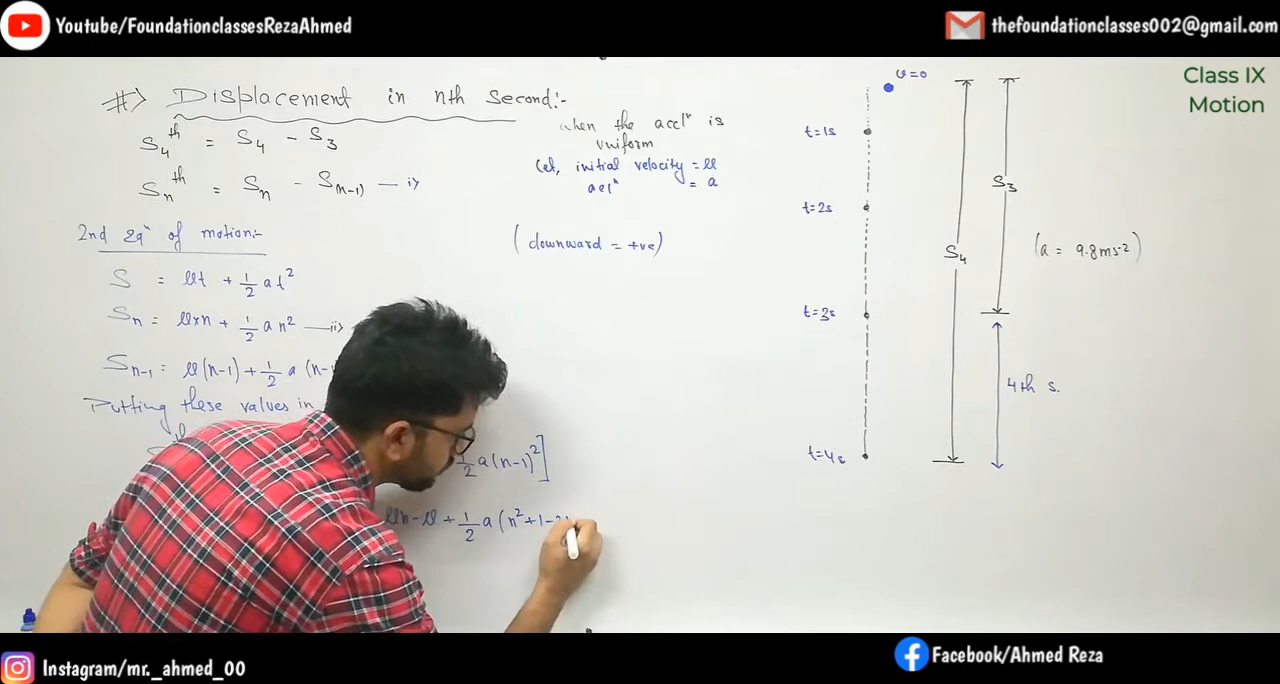 Youtube/FoundationclassesRezaAhmed
thefoundationclasses002@gmail.com
Class IX
Motion
#> Displacement in nth second:-
S₄ᵗʰ = S₄ - S₃
Sₙᵗʰ = Sₙ - S(n-1) — i>
when the acclⁿ is
uniform
Let, initial velocity = u
aclⁿ = a
(downward = +ve)
2nd Eqⁿ of motion:-
S = ut + 1/2 at²
Sₙ = u×n + 1/2 a n² — ii>
Sₙ₋₁ = u(n-1) + 1/2 a (n-
Putting these values in
1/2 a(n-1)²]
un - u + 1/2 a (n² + 1 -
v=0
t=1s
t=2s
t=3s
t=4s
S₄
S₃
4th s.
(a = 9.8ms⁻²)
Instagram/mr._ahmed_00
Facebook/Ahmed Reza